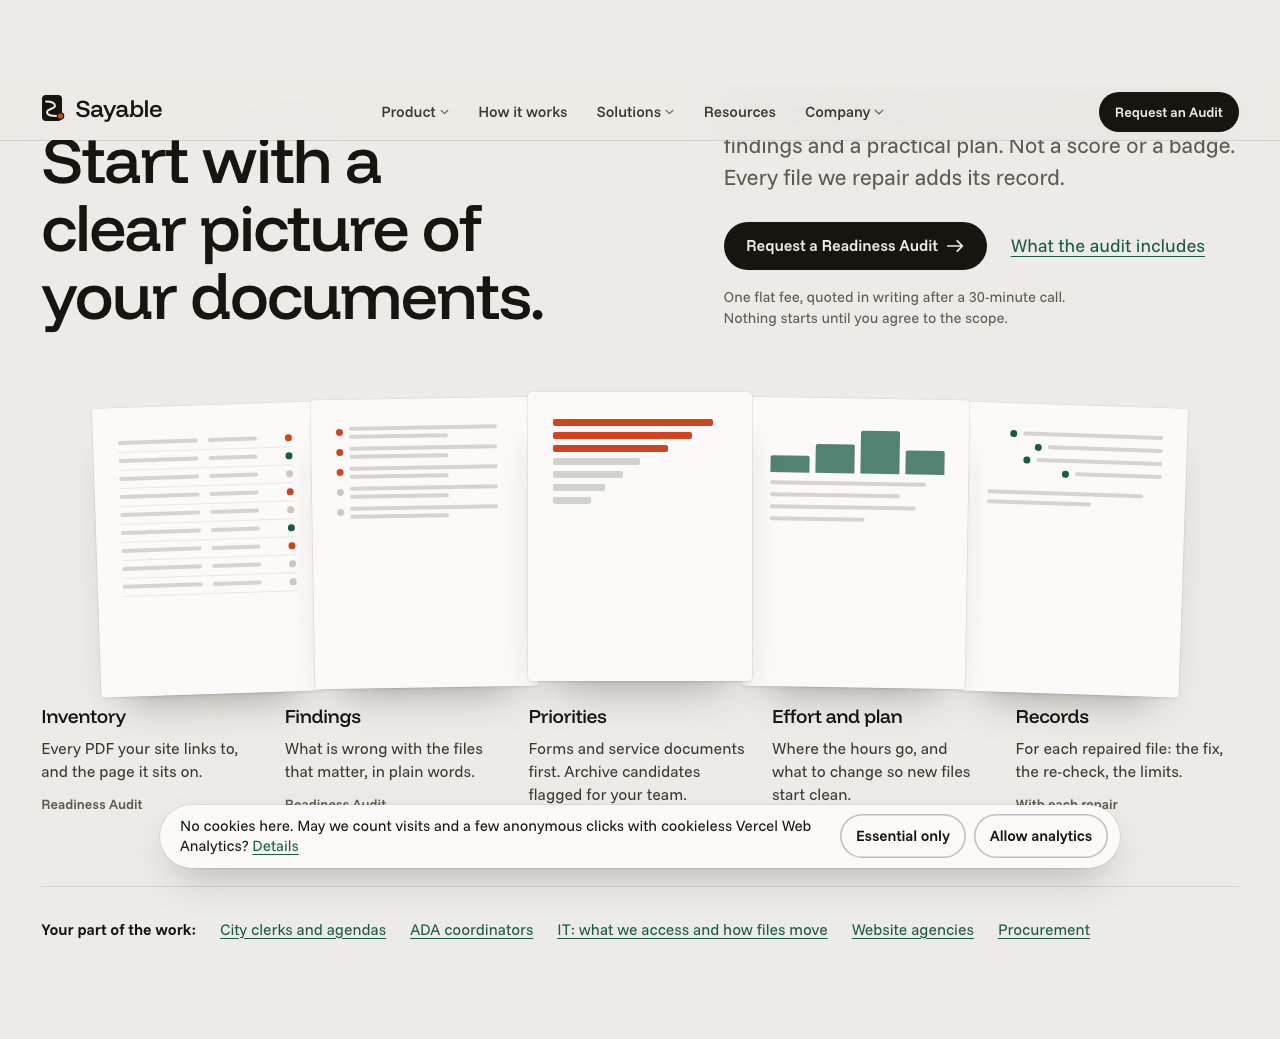 Sayable
Product
How it works
Solutions
Resources
Company
Request an Audit
Start with a
clear picture of
your documents.
findings and a practical plan. Not a score or a badge.
Every file we repair adds its record.
Request a Readiness Audit
What the audit includes
One flat fee, quoted in writing after a 30-minute call.
Nothing starts until you agree to the scope.
Inventory
Every PDF your site links to,
and the page it sits on.
Readiness Audit
Findings
What is wrong with the files
that matter, in plain words.
Readiness Audit
Priorities
Forms and service documents
first. Archive candidates
flagged for your team.
Effort and plan
Where the hours go, and
what to change so new files
start clean.
Records
For each repaired file: the fix,
the re-check, the limits.
With each repair
No cookies here. May we count visits and a few anonymous clicks with cookieless Vercel Web
Analytics? Details
Essential only
Allow analytics
Your part of the work:
City clerks and agendas
ADA coordinators
IT: what we access and how files move
Website agencies
Procurement